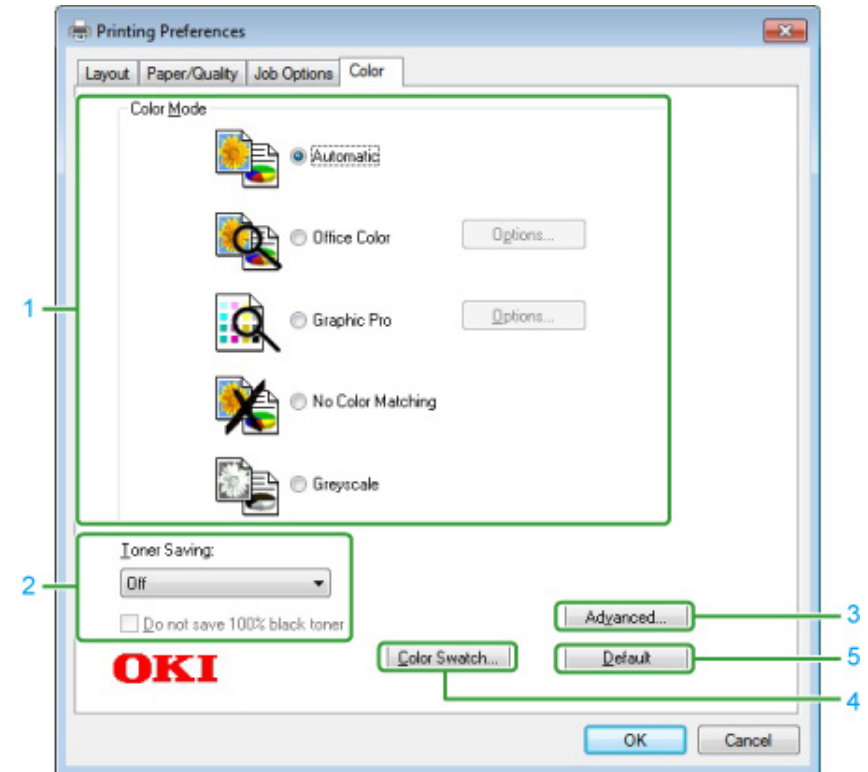 Printing Preferences
Layout Paper/Quality Job Options Color
Color Mode
Automatic
Office Color Options...
1
Graphic Pro Options...
No Color Matching
Greyscale
Toner Saving:
2 Off
Do not save 100% black toner
Advanced... 3
OKI Color Swatch... Default 5
4
OK Cancel